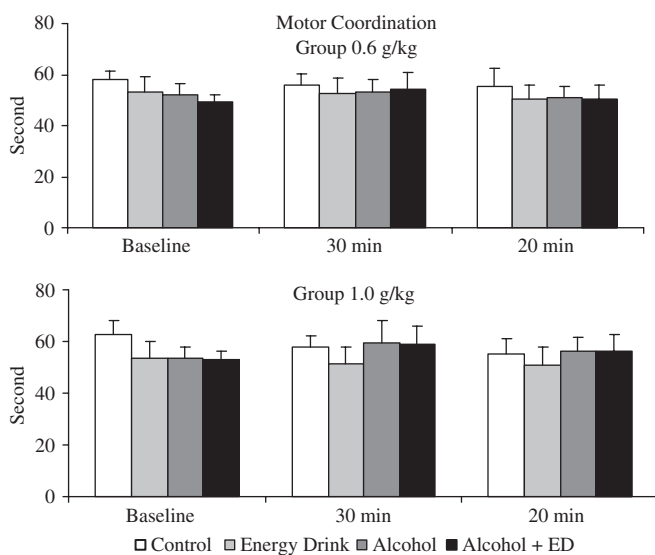 Motor Coordination
Group 0.6 g/kg
80
60
40
20
0
Second
Baseline 30 min 20 min
Group 1.0 g/kg
80
60
40
20
0
Second
Baseline 30 min 20 min
Control Energy Drink Alcohol Alcohol + ED